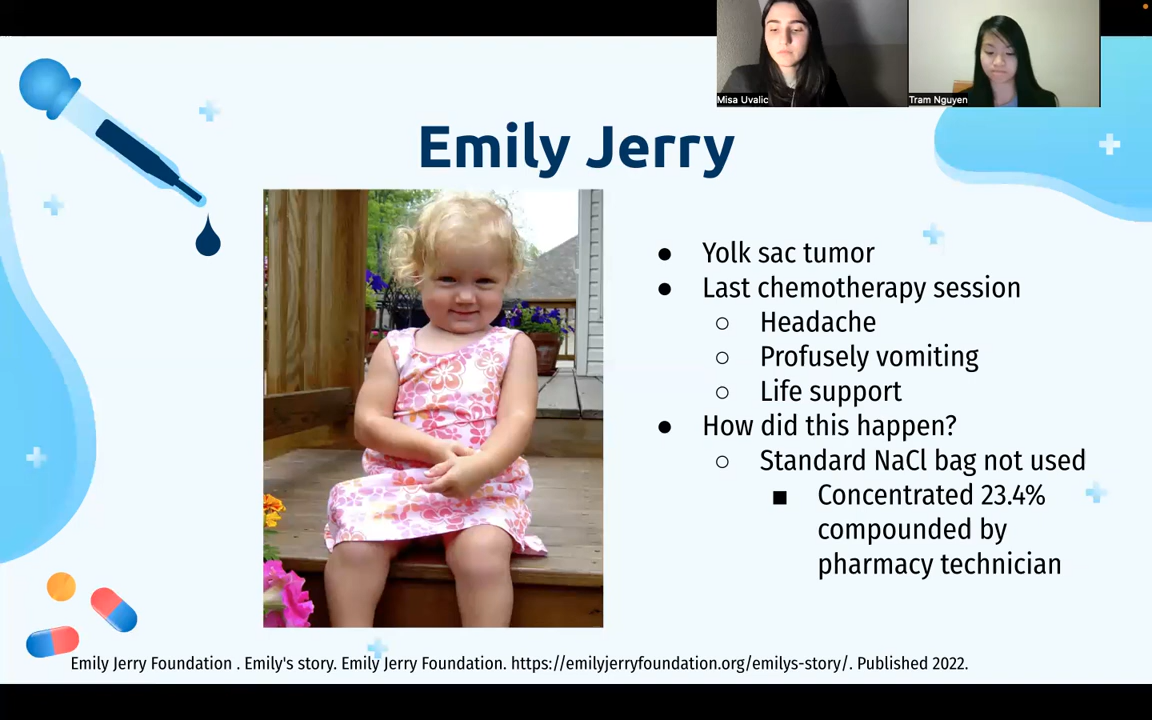 Misa Uvalic
Tram Nguyen
Emily Jerry
● Yolk sac tumor
● Last chemotherapy session
○ Headache
○ Profusely vomiting
○ Life support
● How did this happen?
○ Standard NaCl bag not used
■ Concentrated 23.4%
compounded by
pharmacy technician
Emily Jerry Foundation . Emily's story. Emily Jerry Foundation. https://emilyjerryfoundation.org/emilys-story/. Published 2022.